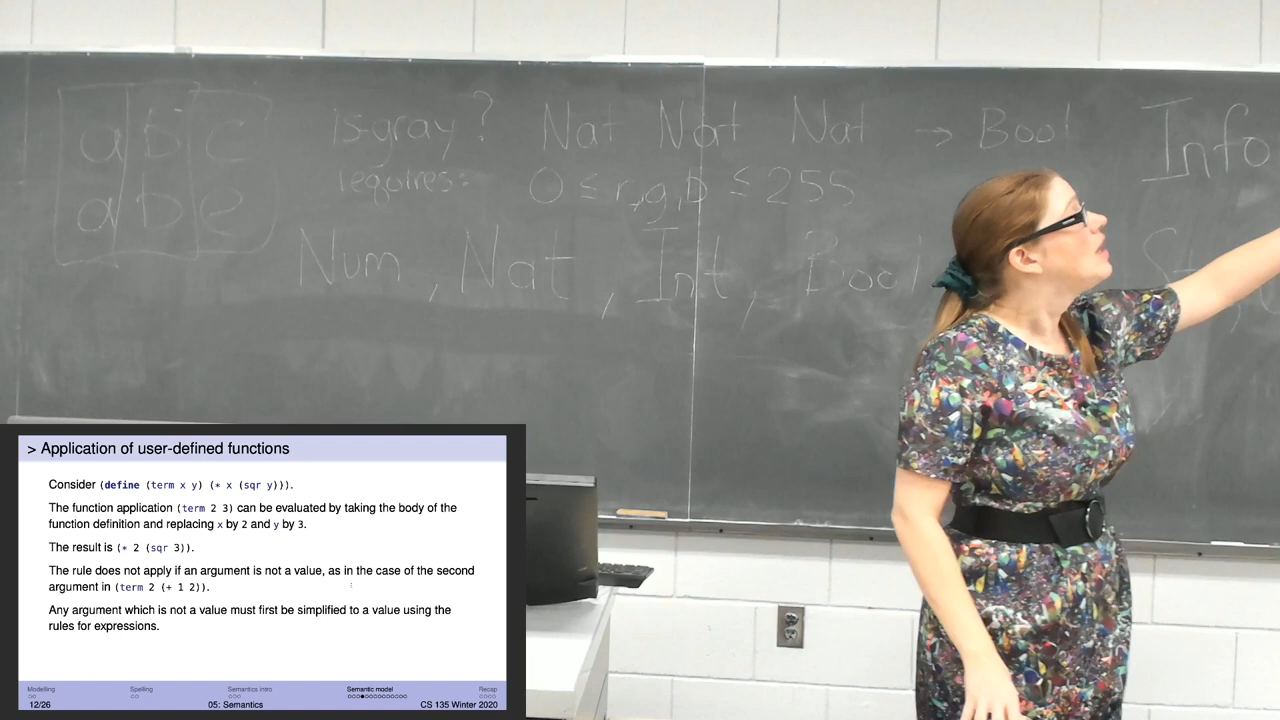 a b c
a b e
is-gray? Nat Nat Nat → Bool
requires: 0 ≤ r,g,b ≤ 255
Num, Nat, Int, Bool
Info
> Application of user-defined functions
Consider (define (term x y) (* x (sqr y))).
The function application (term 2 3) can be evaluated by taking the body of the
function definition and replacing x by 2 and y by 3.
The result is (* 2 (sqr 3)).
The rule does not apply if an argument is not a value, as in the case of the second
argument in (term 2 (+ 1 2)).
Any argument which is not a value must first be simplified to a value using the
rules for expressions.
Modelling Spelling Semantics intro Semantic model Recap
12/26 05: Semantics CS 135 Winter 2020